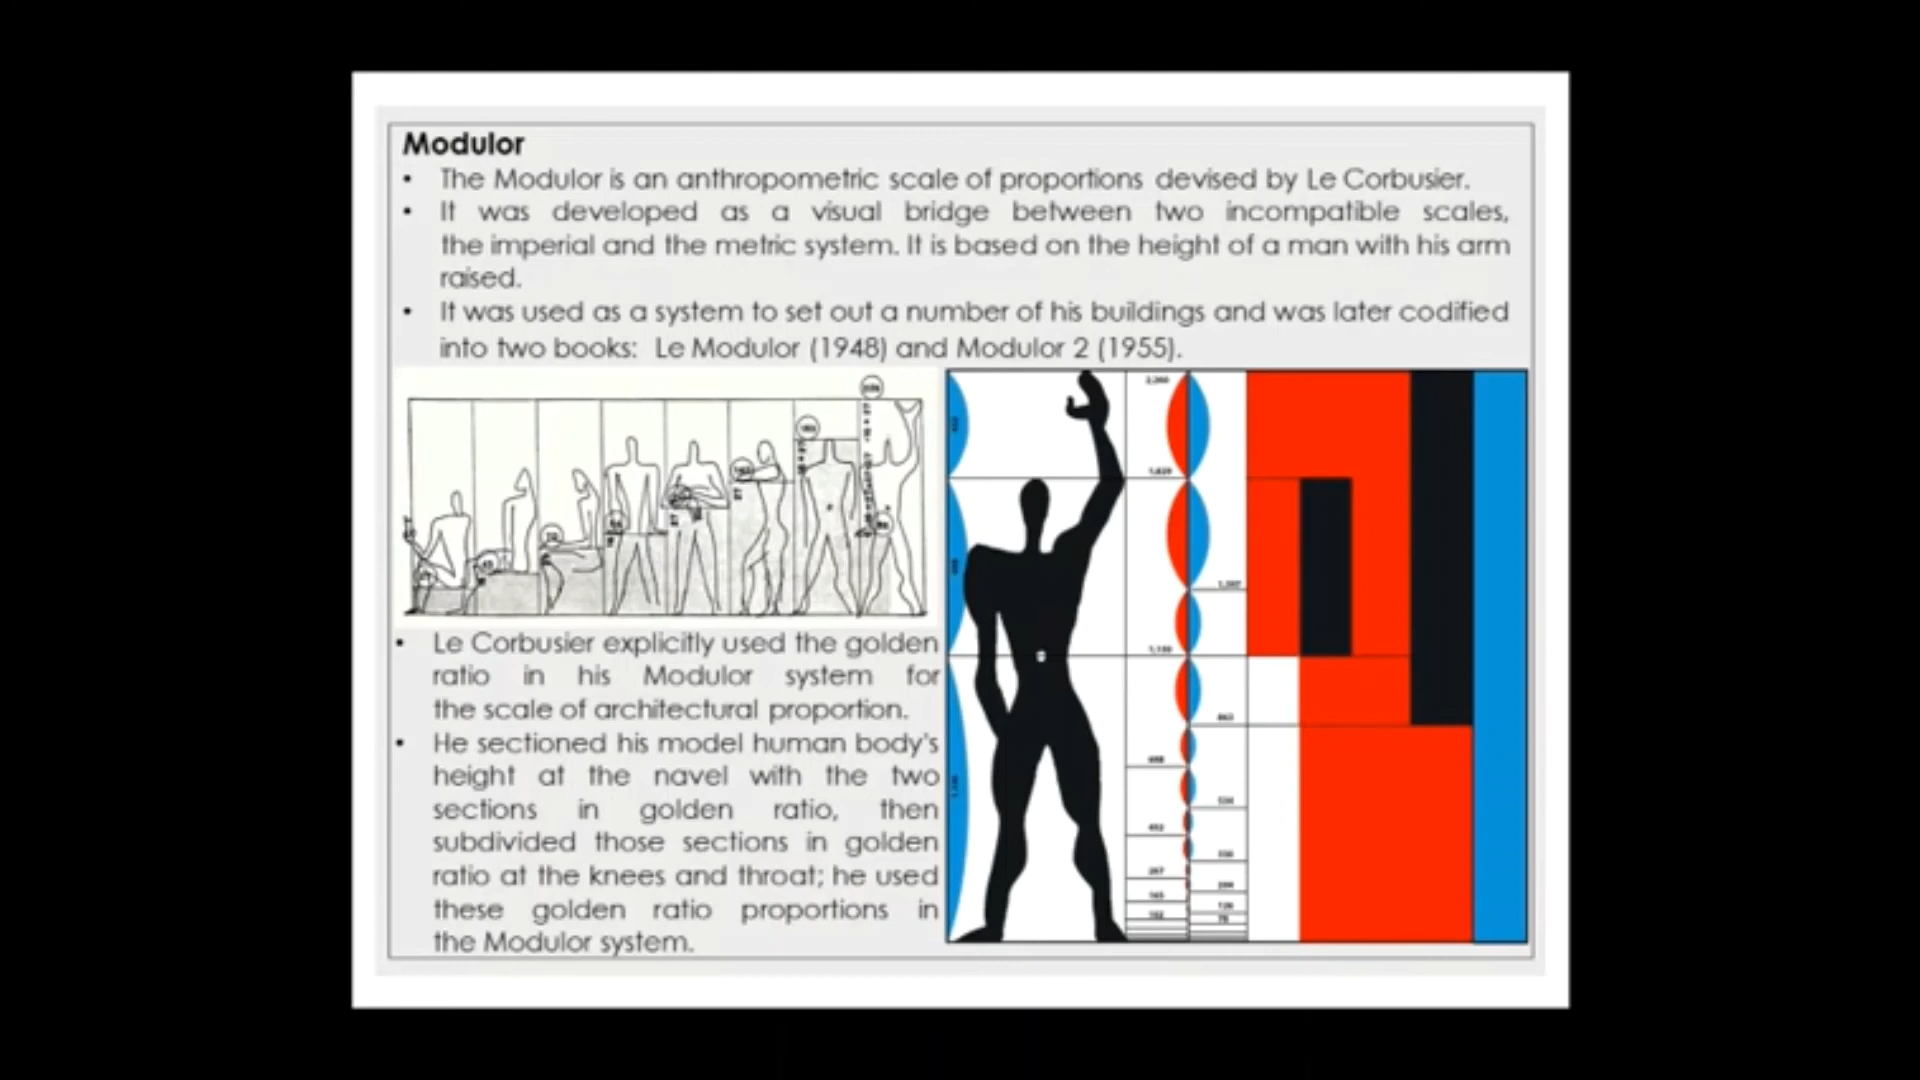 Modulor
• The Modulor is an anthropometric scale of proportions devised by Le Corbusier.
• It was developed as a visual bridge between two incompatible scales,
the imperial and the metric system. It is based on the height of a man with his arm
raised.
• It was used as a system to set out a number of his buildings and was later codified
into two books: Le Modulor (1948) and Modulor 2 (1955).
• Le Corbusier explicitly used the golden
ratio in his Modulor system for
the scale of architectural proportion.
• He sectioned his model human body's
height at the navel with the two
sections in golden ratio, then
subdivided those sections in golden
ratio at the knees and throat; he used
these golden ratio proportions in
the Modulor system.
863
534
267
165
102